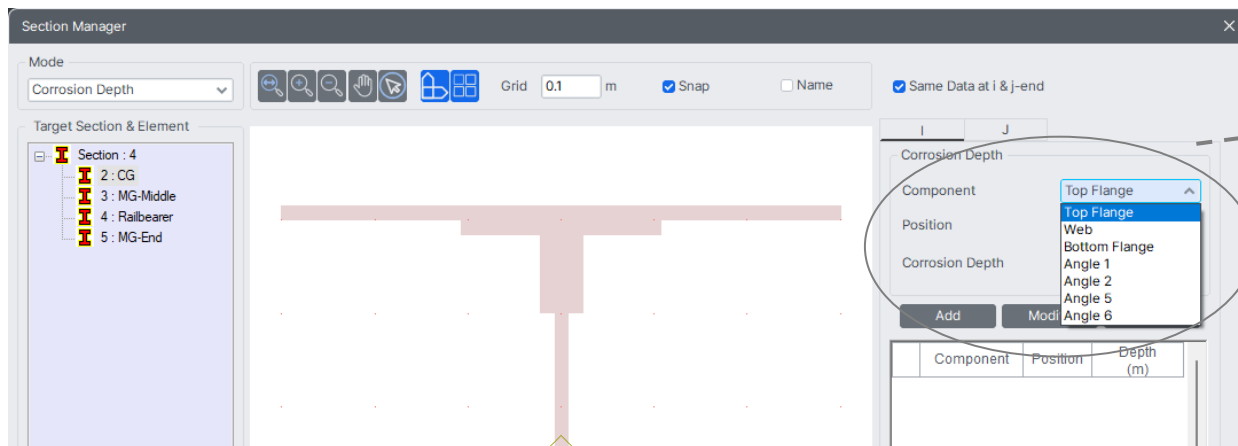 Section Manager
Mode
Corrosion Depth
Grid 0.1 m Snap Name
Same Data at i & j-end
Target Section & Element
Section : 4
2 : CG
3 : MG-Middle
4 : Railbearer
5 : MG-End
I J
Corrosion Depth
Component Top Flange
Top Flange
Web
Bottom Flange
Angle 1
Angle 2
Angle 5
Angle 6
Position
Corrosion Depth
Add
Component Position Depth
(m)